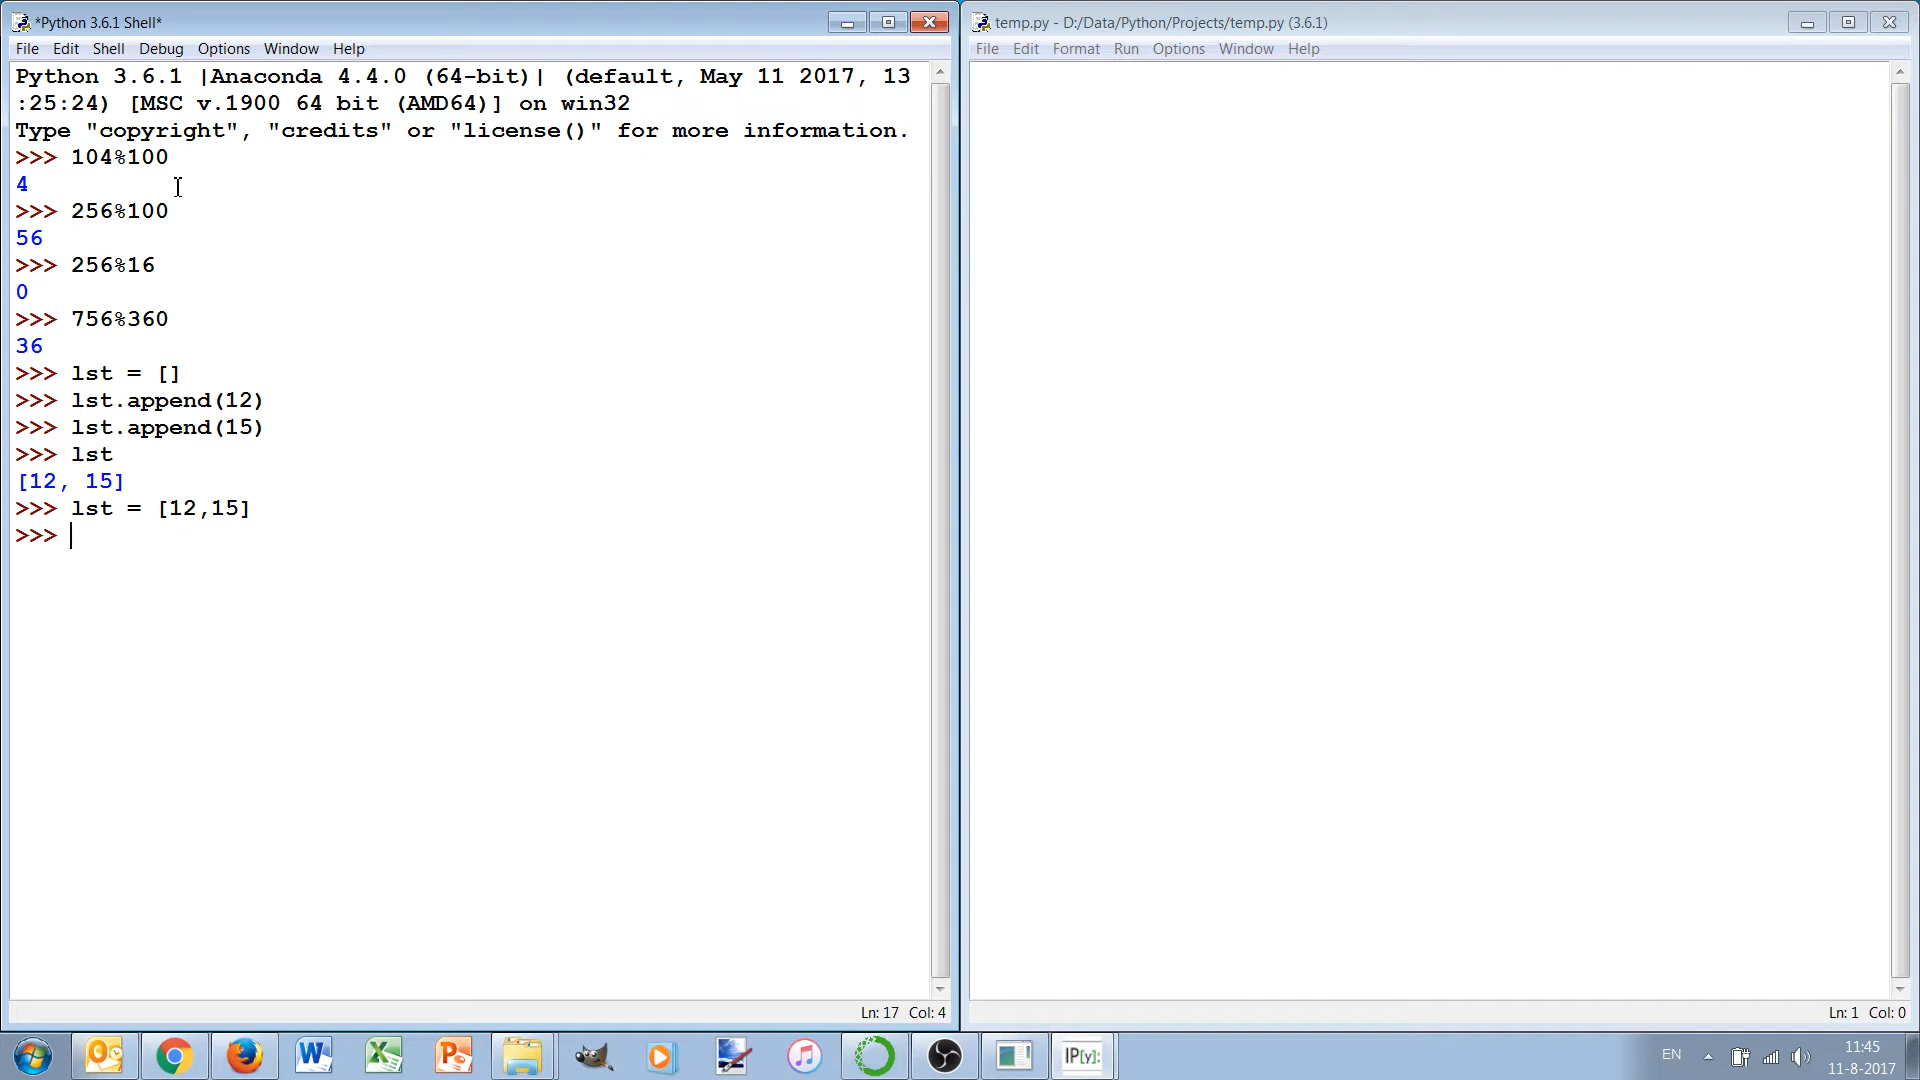 *Python 3.6.1 Shell*
File Edit Shell Debug Options Window Help
Python 3.6.1 |Anaconda 4.4.0 (64-bit)| (default, May 11 2017, 13
:25:24) [MSC v.1900 64 bit (AMD64)] on win32
Type "copyright", "credits" or "license()" for more information.
>>> 104%100
4
>>> 256%100
56
>>> 256%16
0
>>> 756%360
36
>>> lst = []
>>> lst.append(12)
>>> lst.append(15)
>>> lst
[12, 15]
>>> lst = [12,15]
>>>
Ln: 17 Col: 4
temp.py - D:/Data/Python/Projects/temp.py (3.6.1)
File Edit Format Run Options Window Help
Ln: 1 Col: 0
IP[y]:
EN
11:45
11-8-2017